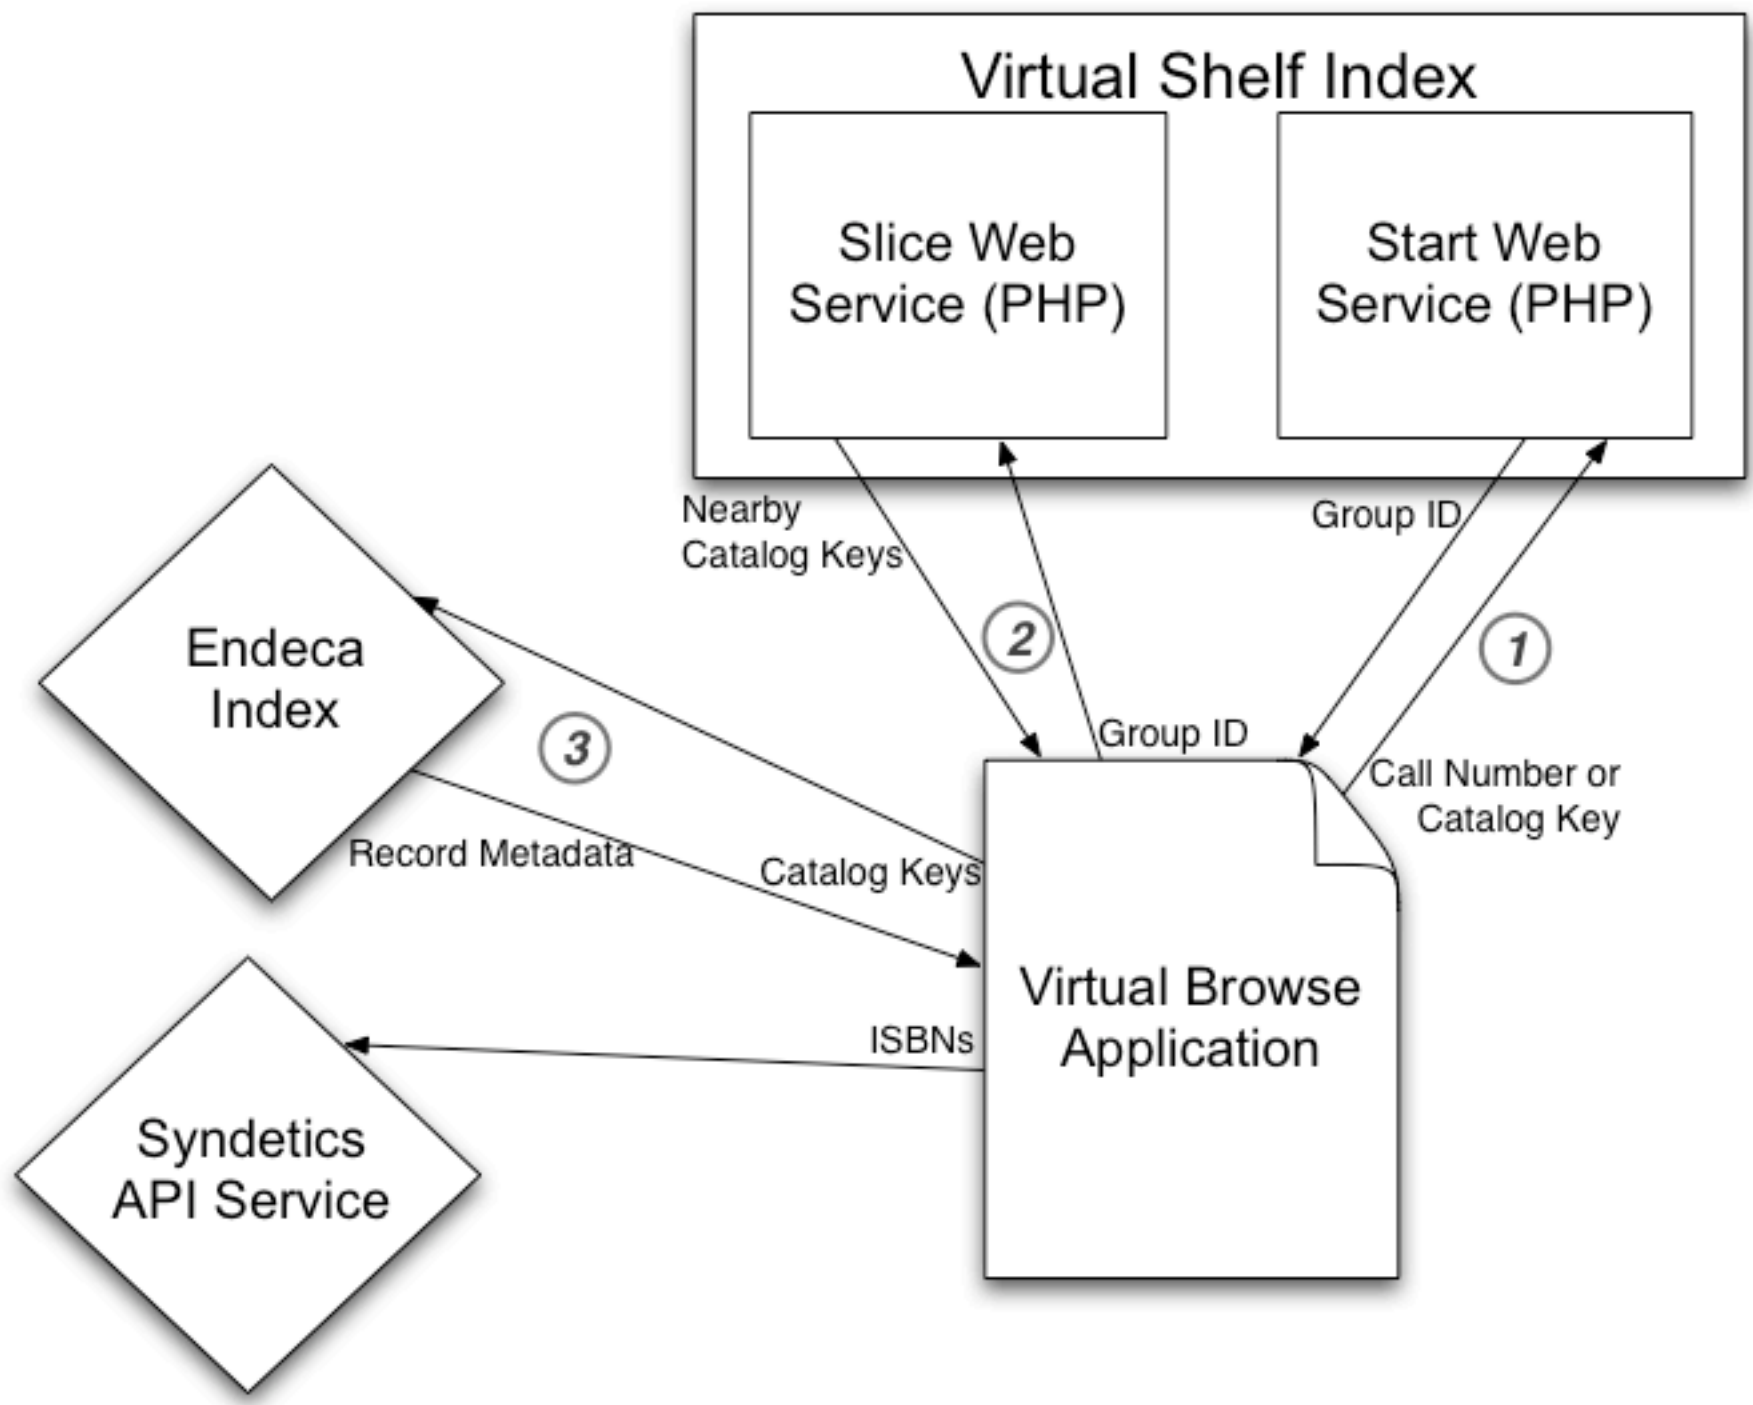 Virtual Shelf Index
Slice Web
Service (PHP)
Start Web
Service (PHP)
Nearby
Catalog Keys
Group ID
2
1
Endeca
Index
3
Group ID
Call Number or
Catalog Key
Record Metadata
Catalog Keys
Virtual Browse
Application
ISBNs
Syndetics
API Service